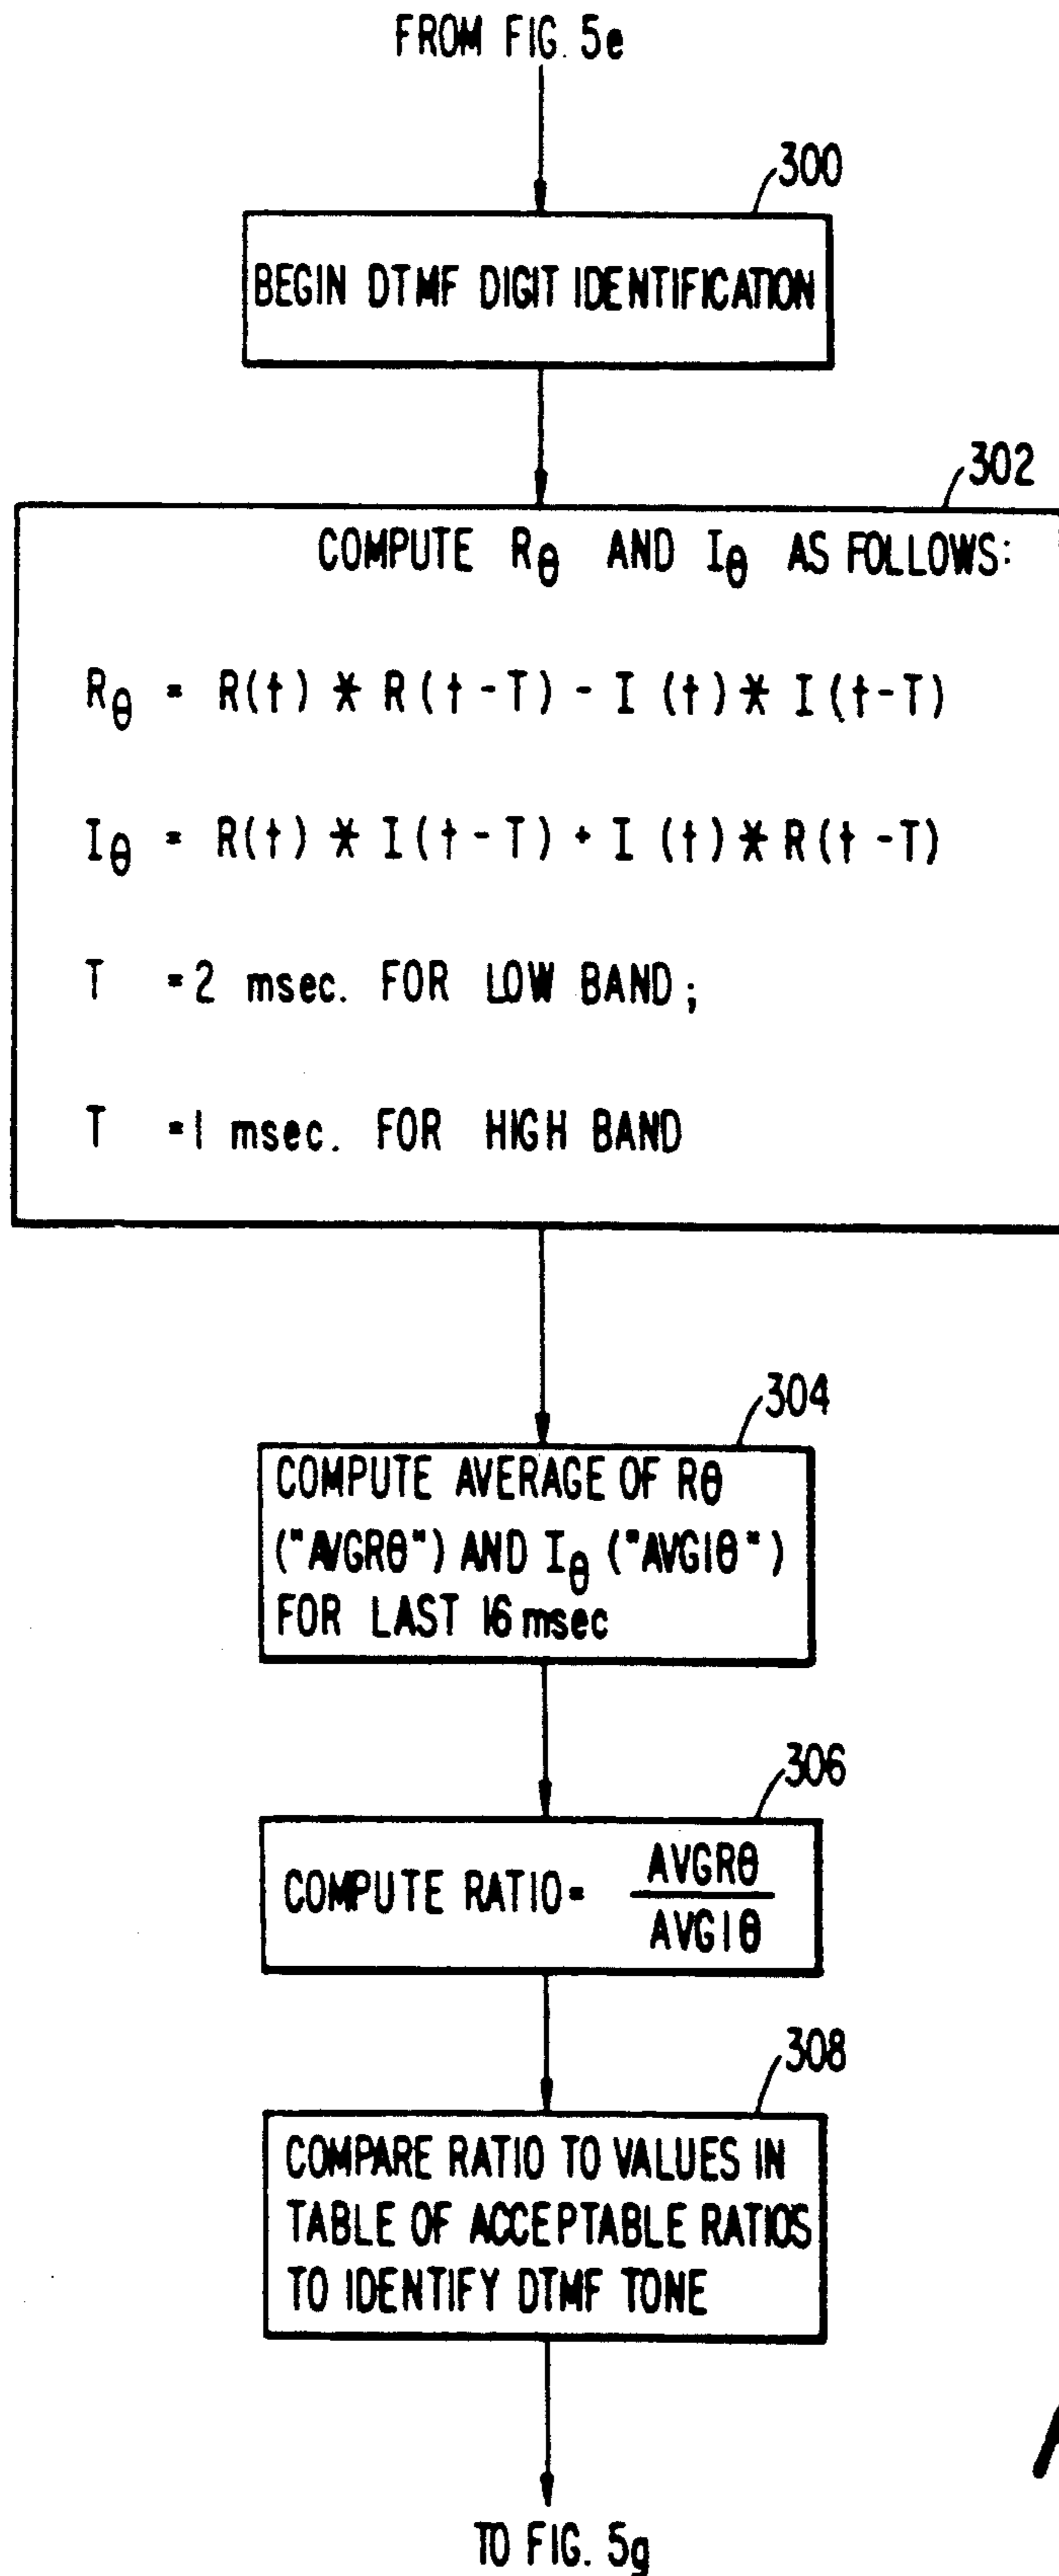 FROM FIG. 5e
300
BEGIN DTMF DIGIT IDENTIFICATION
302
COMPUTE Rθ AND Iθ AS FOLLOWS:
Rθ = R(t) * R(t-T) - I(t) * I(t-T)
Iθ = R(t) * I(t-T) + I(t) * R(t-T)
T = 2 msec. FOR LOW BAND;
T = 1 msec. FOR HIGH BAND
304
COMPUTE AVERAGE OF Rθ
("AVGRθ") AND Iθ ("AVGIθ")
FOR LAST 16 msec
306
COMPUTE RATIO= AVGRθ
AVGIθ
308
COMPARE RATIO TO VALUES IN
TABLE OF ACCEPTABLE RATIOS
TO IDENTIFY DTMF TONE
TO FIG. 5g